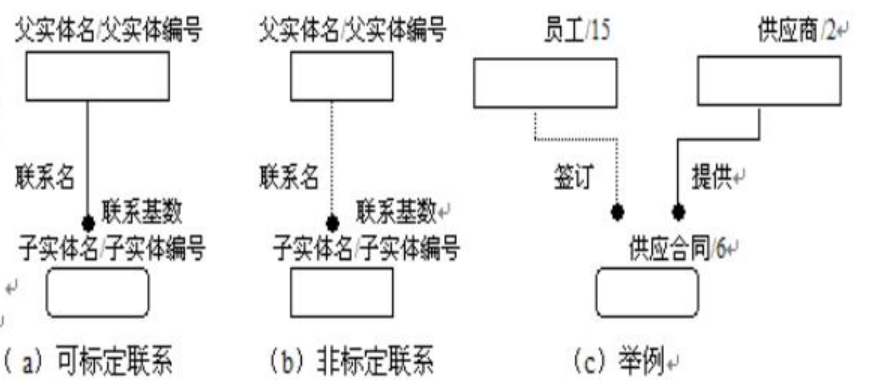 父实体名/父实体编号 父实体名/父实体编号 员工/15 供应商/2
联系名 联系名 签订 提供
联系基数 联系基数
子实体名/子实体编号 子实体名/子实体编号 供应合同/6
(a)可标定联系 (b)非标定联系 (c)举例